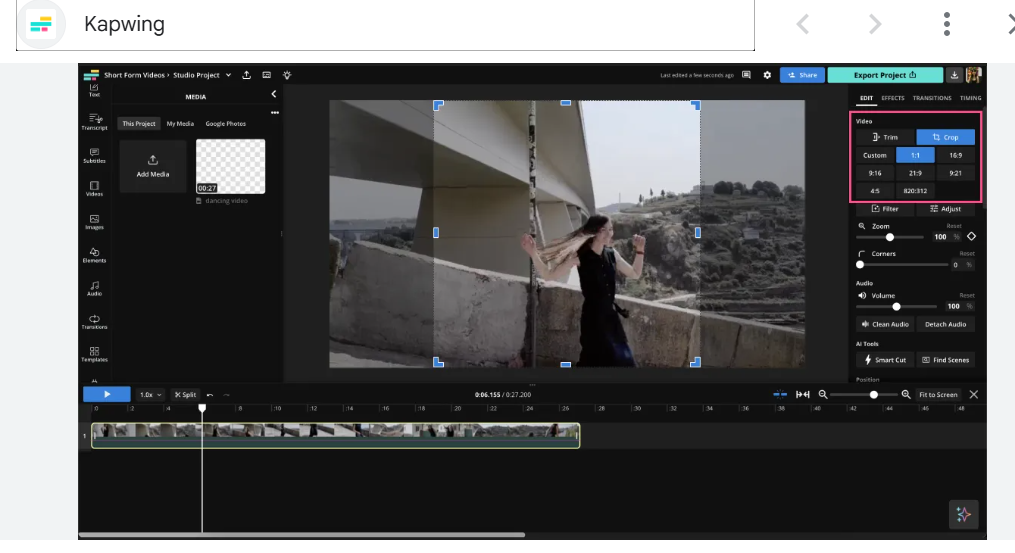 Kapwing
Short Form Videos › Studio Project
Last edited a few seconds ago
Share
Export Project
Text
Transcript
Subtitles
Videos
Images
Elements
Audio
Transitions
Templates
MEDIA
This Project My Media Google Photos
Add Media
00:27
dancing video
EDIT EFFECTS TRANSITIONS TIMING
Video
Trim Crop
Custom 1:1 16:9
9:16 21:9 9:21
4:5 820:312
Filter Adjust
Zoom Reset
100 %
Corners Reset
0 %
Audio
Volume Reset
100 %
Clean Audio Detach Audio
AI Tools
Smart Cut Find Scenes
Position
1.0x Split 0:06.155 / 0:27.200 Fit to Screen
:0 :2 :4 :8 :10 :12 :14 :16 :18 :20 :22 :24 :26 :28 :30 :32 :34 :36 :38 :40 :42 :44 :46 :48
1